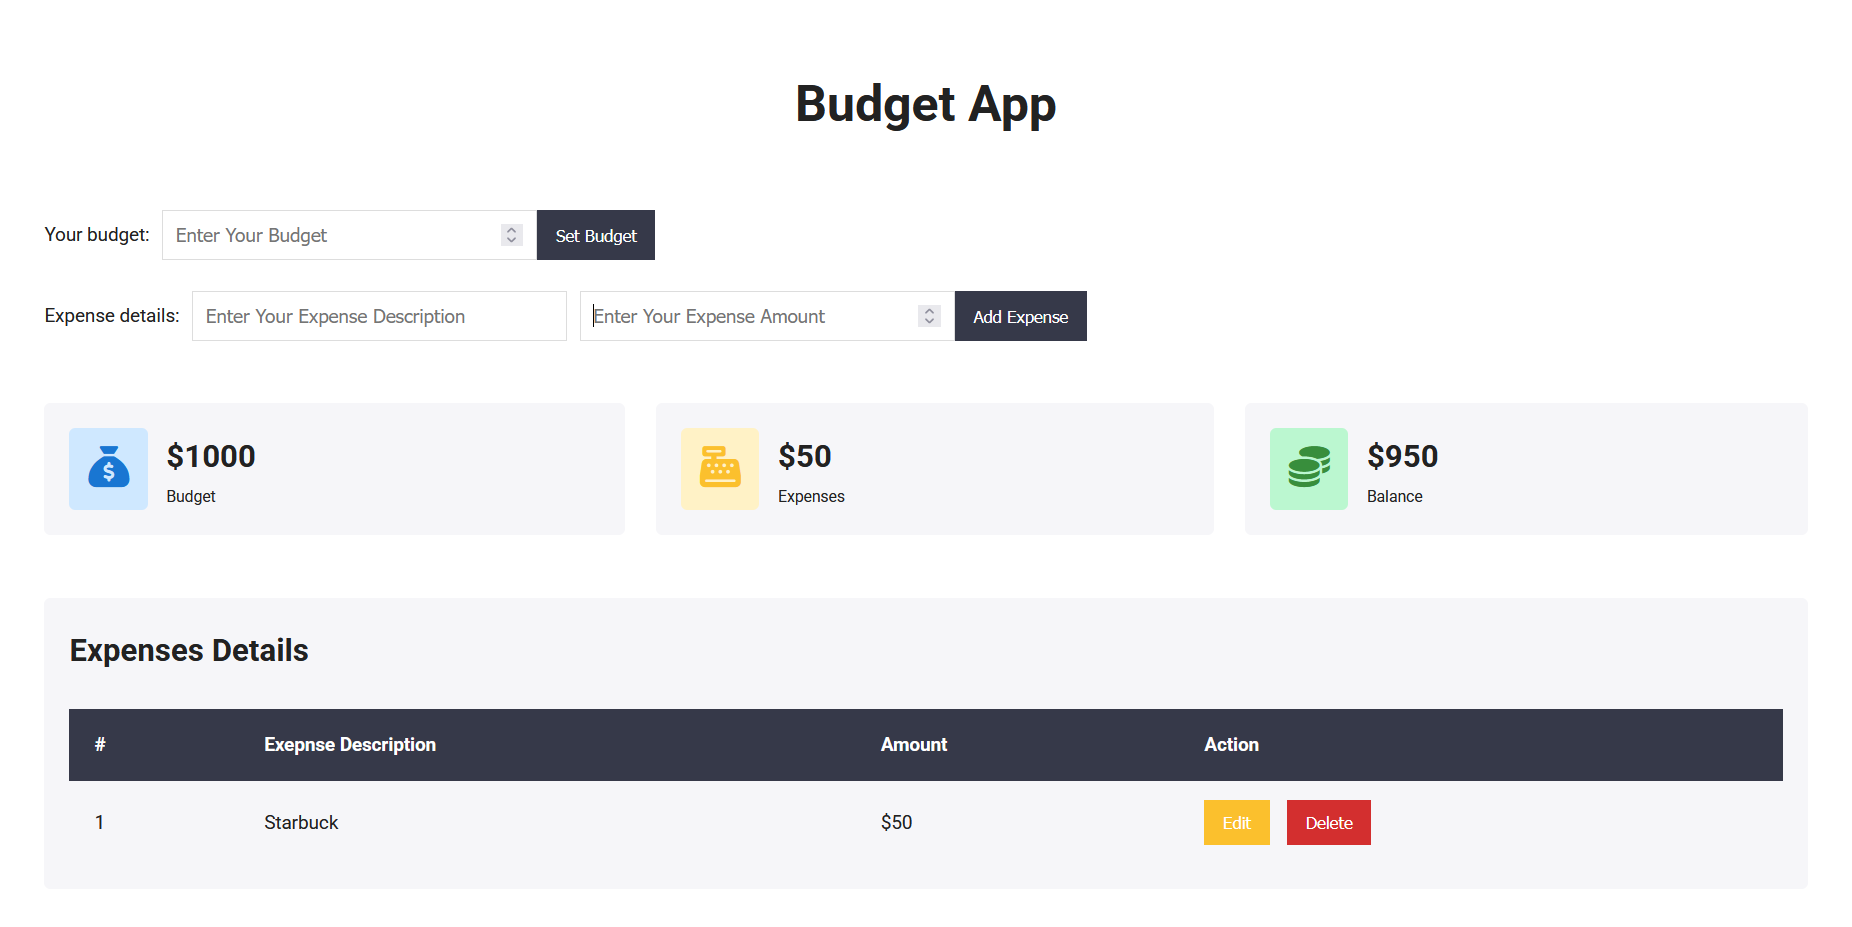 Budget App
Your budget: Enter Your Budget Set Budget
Expense details: Enter Your Expense Description Enter Your Expense Amount Add Expense
$ $1000 $50 $950
Budget Expenses Balance
Expenses Details
# Exepnse Description Amount Action
1 Starbuck $50 Edit Delete